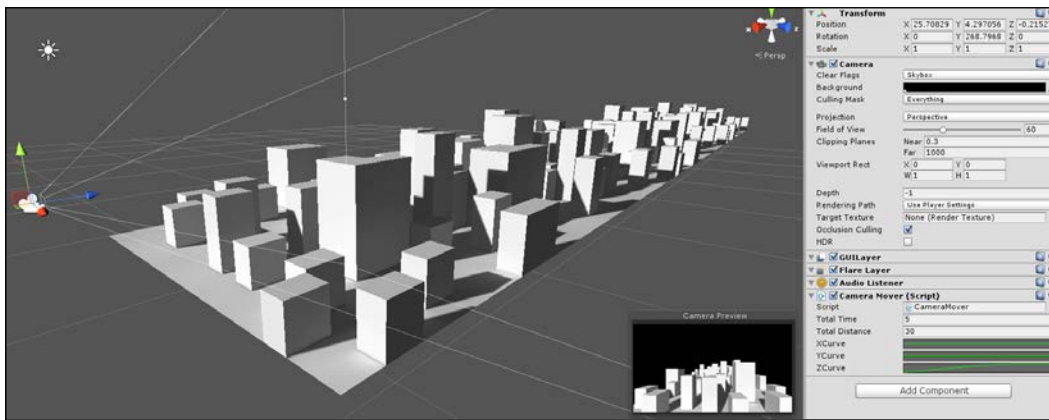 x
z
Persp
Camera Preview
Transform
Position X 25.70829 Y 4.297056 Z -0.2152
Rotation X 0 Y 268.7968 Z 0
Scale X 1 Y 1 Z 1
Camera
Clear Flags Skybox
Background
Culling Mask Everything
Projection Perspective
Field of View 60
Clipping Planes Near 0.3
Far 1000
Viewport Rect X 0 Y 0
W 1 H 1
Depth -1
Rendering Path Use Player Settings
Target Texture None (Render Texture)
Occlusion Culling
HDR
GUILayer
Flare Layer
Audio Listener
Camera Mover (Script)
Script CameraMover
Total Time 5
Total Distance 30
XCurve
YCurve
ZCurve
Add Component